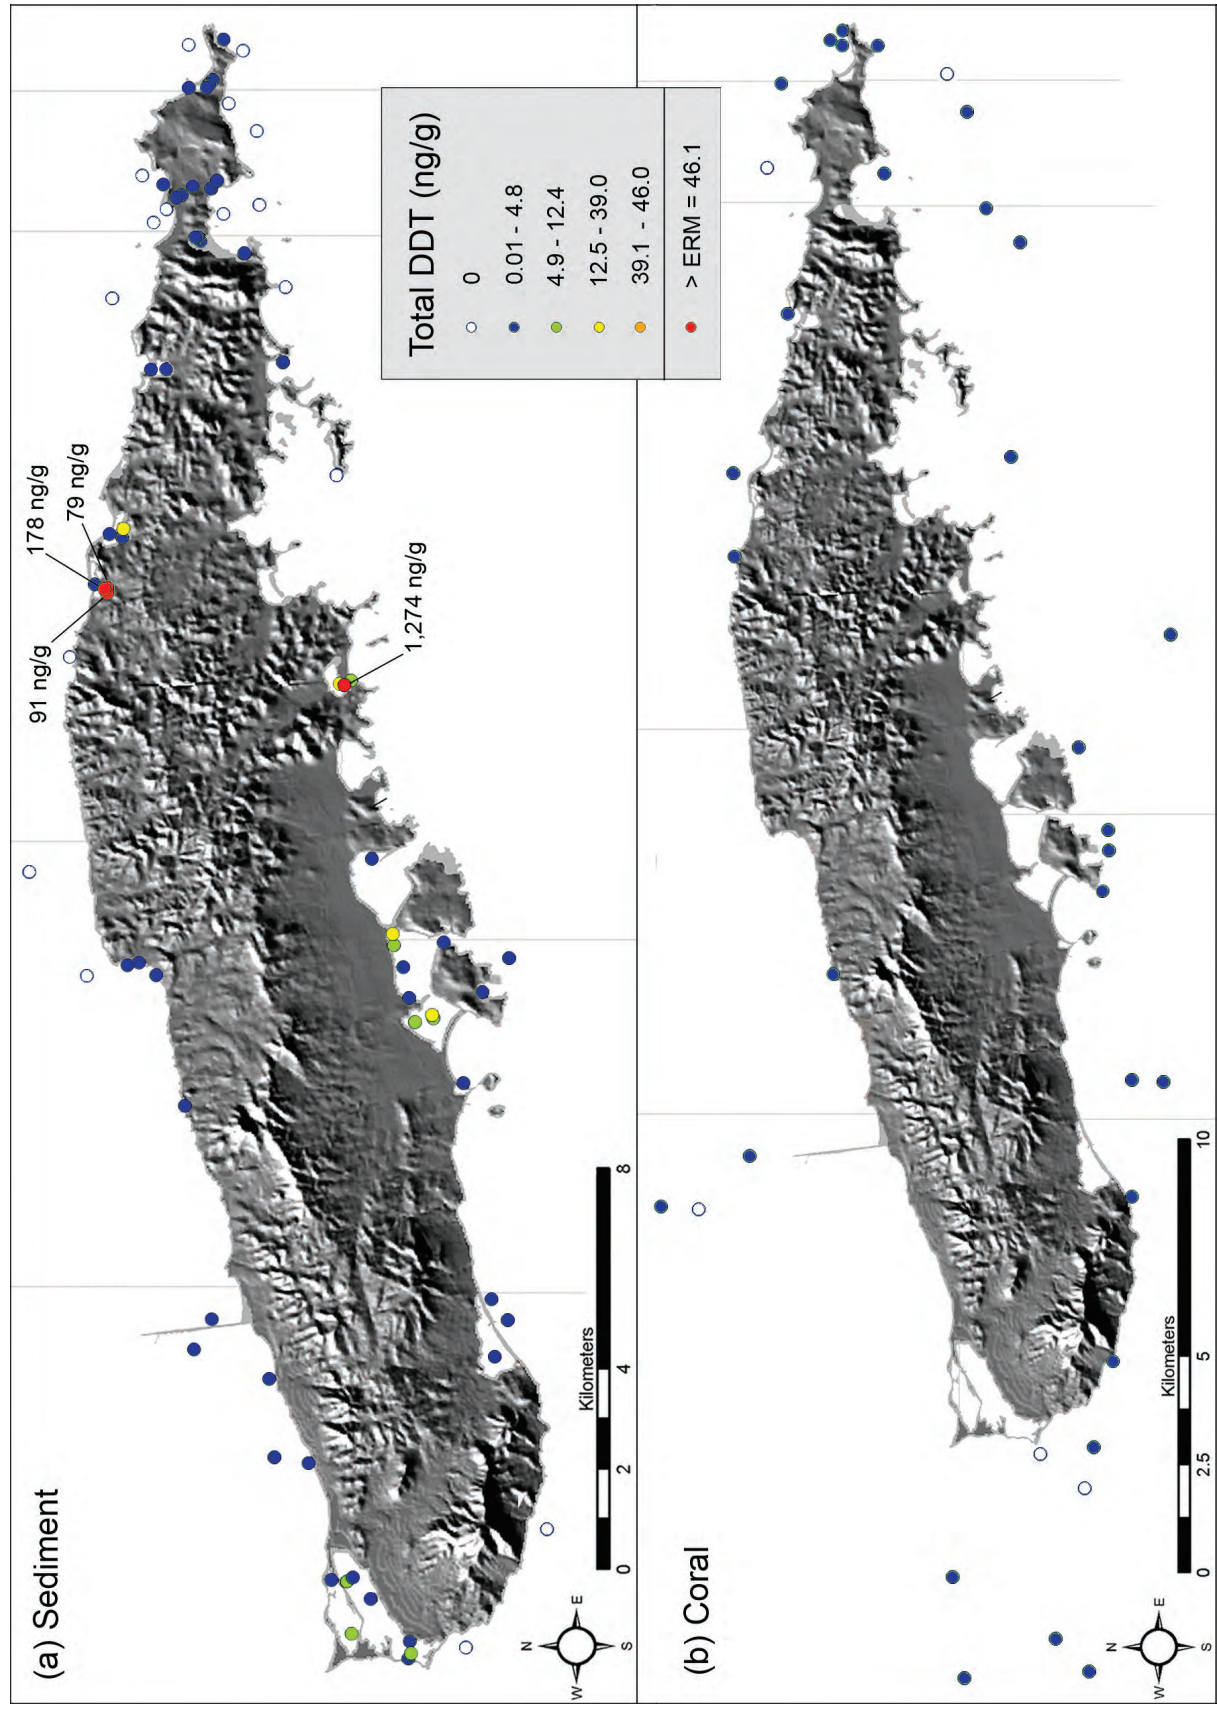 (a) Sediment
178 ng/g
79 ng/g
91 ng/g
1,274 ng/g
Total DDT (ng/g)
0
0.01 - 4.8
4.9 - 12.4
12.5 - 39.0
39.1 - 46.0
> ERM = 46.1
Kilometers
0 2 4 8
N
W E
S
(b) Coral
Kilometers
0 2.5 5 10
N
W E
S